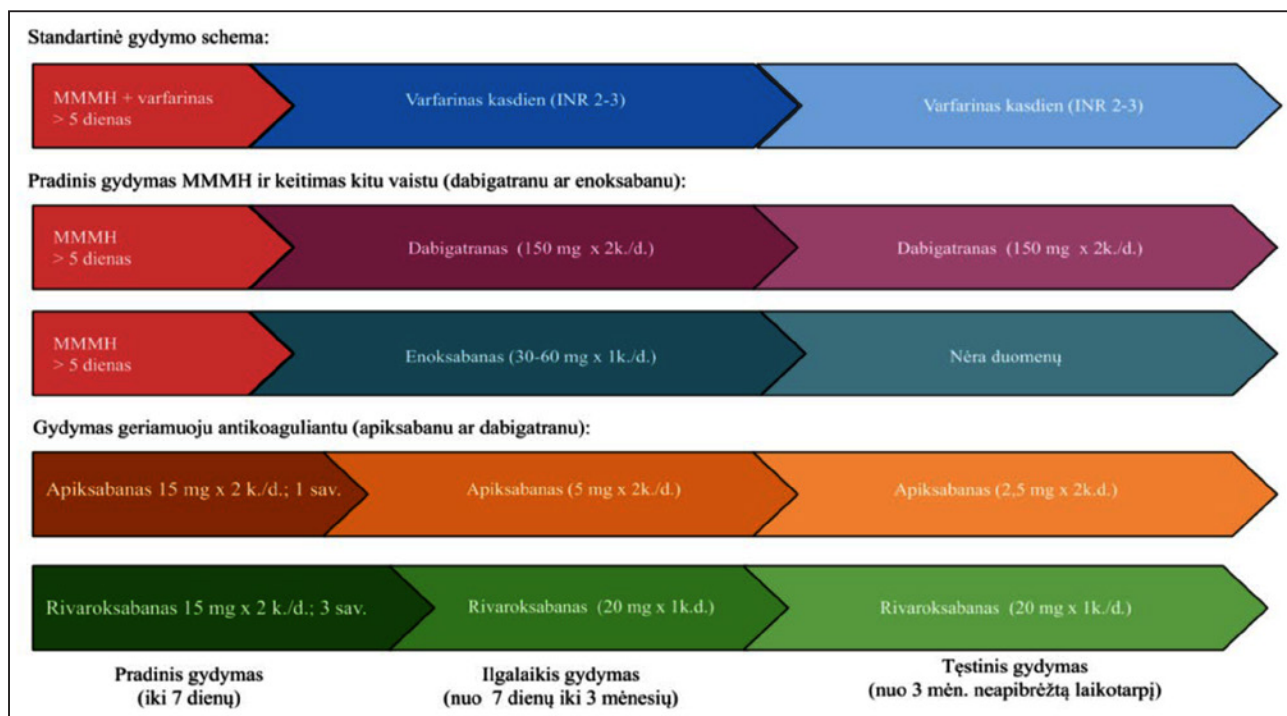 Standartinė gydymo schema:
MMMH + varfarinas
> 5 dienas
Varfarinas kasdien (INR 2-3)
Varfarinas kasdien (INR 2-3)
Pradinis gydymas MMMH ir keitimas kitu vaistu (dabigatranu ar enoksabanu):
MMMH
> 5 dienas
Dabigatranas (150 mg x 2k./d.)
Dabigatranas (150 mg x 2k./d.)
MMMH
> 5 dienas
Enoksabanas (30-60 mg x 1k./d.)
Nėra duomenų
Gydymas geriamuoju antikoaguliantu (apiksabanu ar dabigatranu):
Apiksabanas 15 mg x 2 k./d.; 1 sav.
Apiksabanas (5 mg x 2k./d.)
Apiksabanas (2,5 mg x 2k.d.)
Rivaroksabanas 15 mg x 2 k./d.; 3 sav.
Rivaroksabanas (20 mg x 1k.d.)
Rivaroksabanas (20 mg x 1k./d.)
Pradinis gydymas
(iki 7 dienų)
Ilgalaikis gydymas
(nuo 7 dienų iki 3 mėnesių)
Tęstinis gydymas
(nuo 3 mėn. neapibrėžtą laikotarpį)